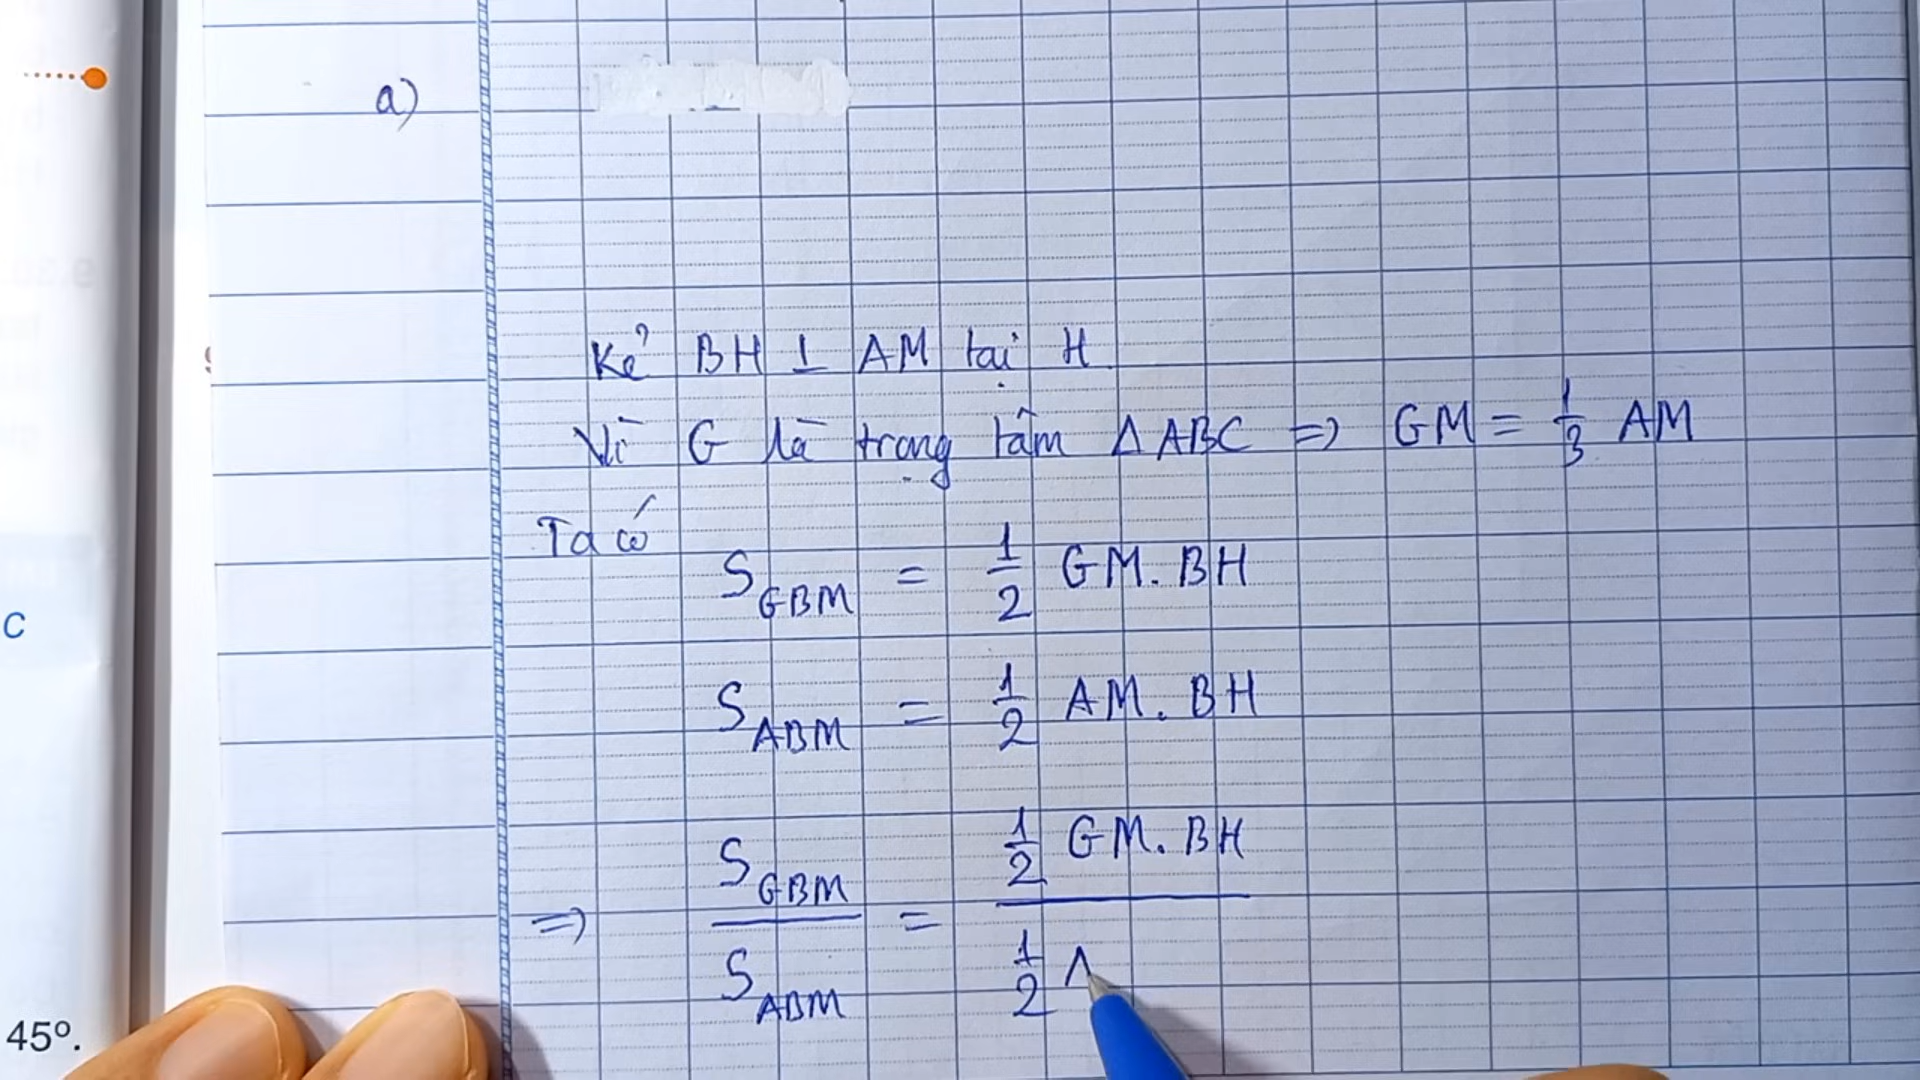 a)
Kẻ BH ⊥ AM tại H
Vì G là trọng tâm ΔABC => GM = 1/3 AM
Ta có
S_GBM = 1/2 GM. BH
S_ABM = 1/2 AM. BH
=> S_GBM / S_ABM = 1/2 GM. BH / 1/2 A
C
45°.